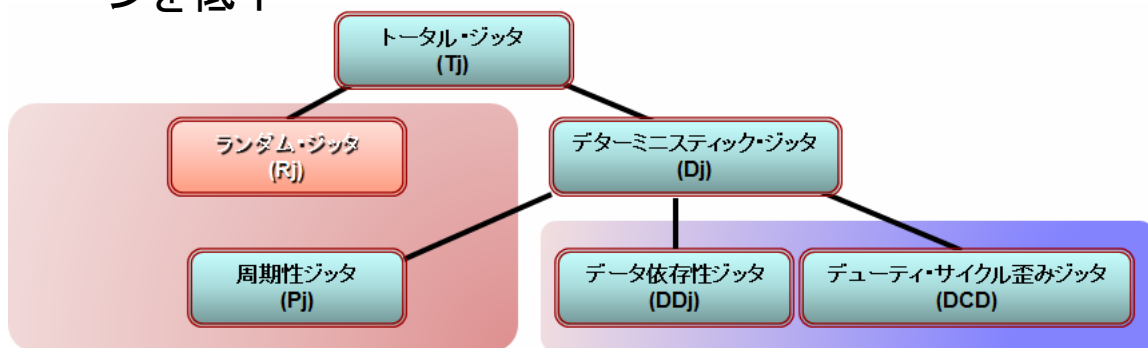 トータル・ジッタ
(Tj)
ランダム・ジッタ
(Rj)
デターミニスティック・ジッタ
(Dj)
周期性ジッタ
(Pj)
データ依存性ジッタ
(DDj)
デューティ・サイクル歪みジッタ
(DCD)